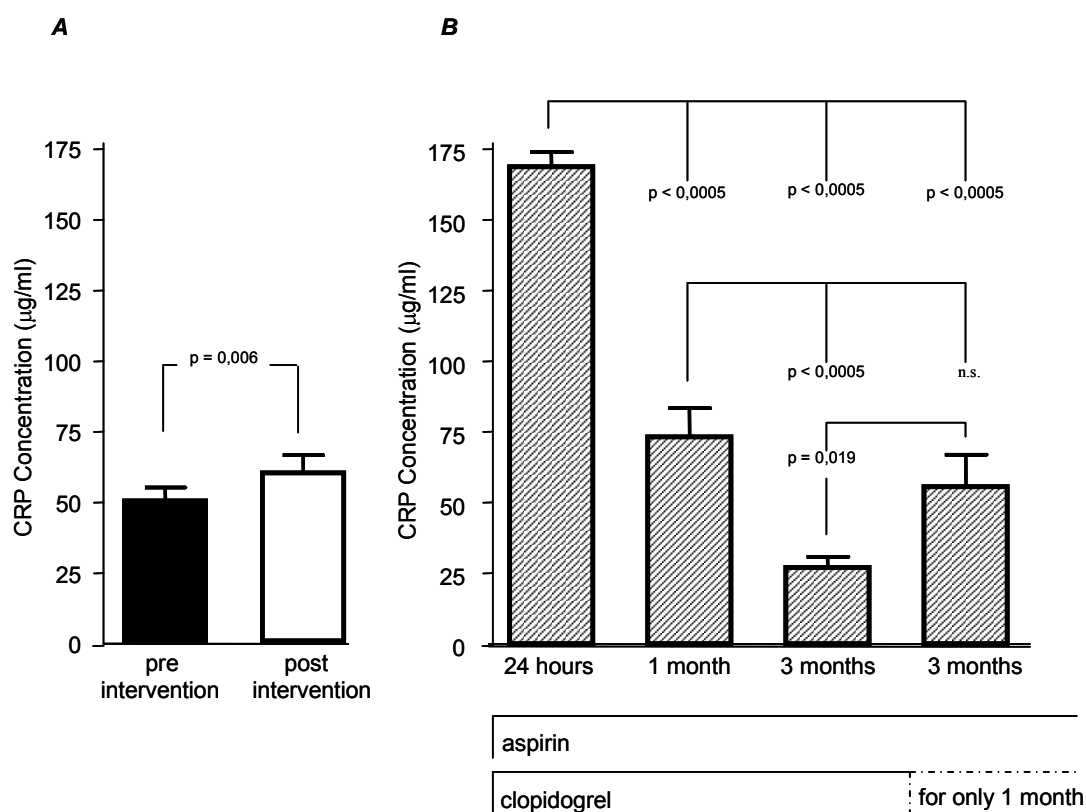 A
B
CRP Concentration (μg/ml)
175
150
125
100
75
50
25
0
p = 0,006
pre
intervention
post
intervention
CRP Concentration (μg/ml)
175
150
125
100
75
50
25
0
p < 0,0005
p < 0,0005
p < 0,0005
p < 0,0005
n.s.
p = 0,019
24 hours
1 month
3 months
3 months
aspirin
clopidogrel
for only 1 month